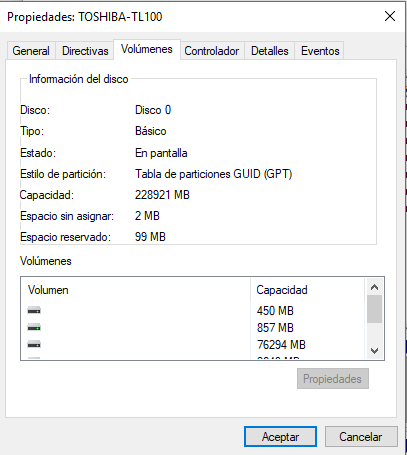 Propiedades: TOSHIBA-TL100
General Directivas Volúmenes Controlador Detalles Eventos
Información del disco
Disco: Disco 0
Tipo: Básico
Estado: En pantalla
Estilo de partición: Tabla de particiones GUID (GPT)
Capacidad: 228921 MB
Espacio sin asignar: 2 MB
Espacio reservado: 99 MB
Volúmenes
Volumen Capacidad
450 MB
857 MB
76294 MB
Propiedades
Aceptar Cancelar